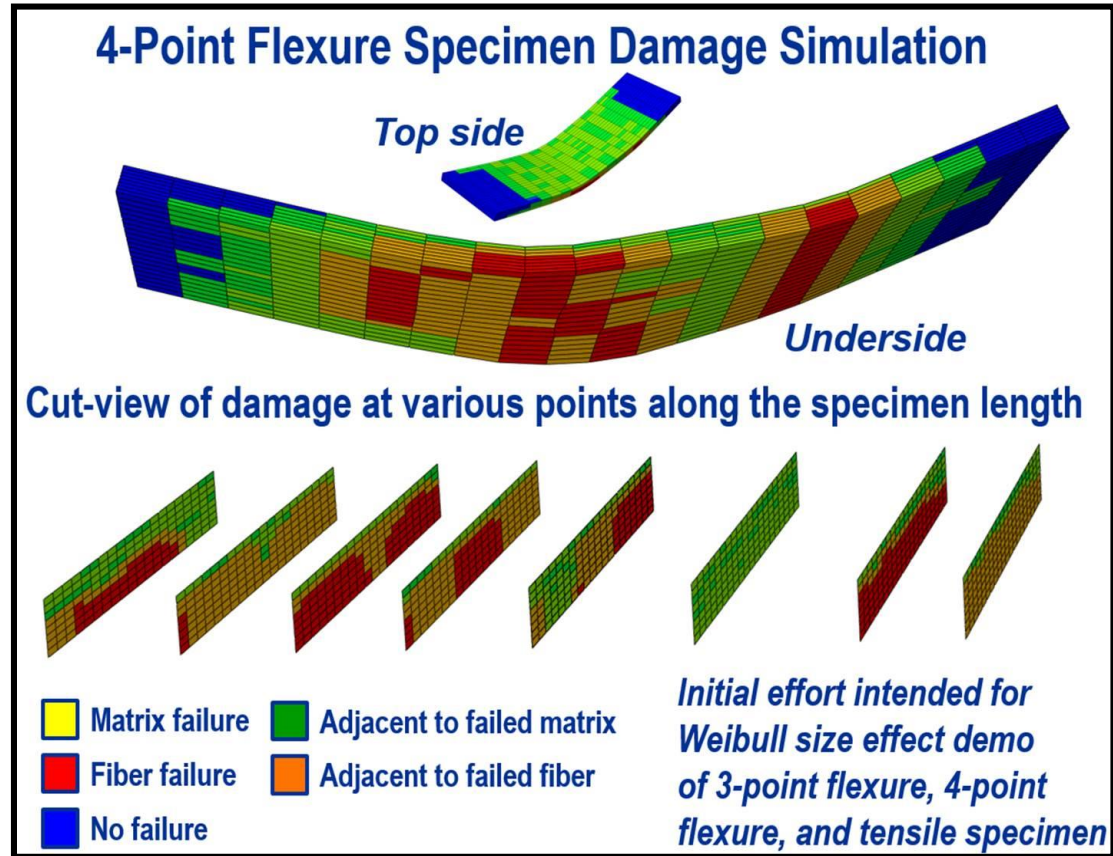 4-Point Flexure Specimen Damage Simulation
Top side
Underside
Cut-view of damage at various points along the specimen length
Matrix failure
Adjacent to failed matrix
Fiber failure
Adjacent to failed fiber
No failure
Initial effort intended for
Weibull size effect demo
of 3-point flexure, 4-point
flexure, and tensile specimen